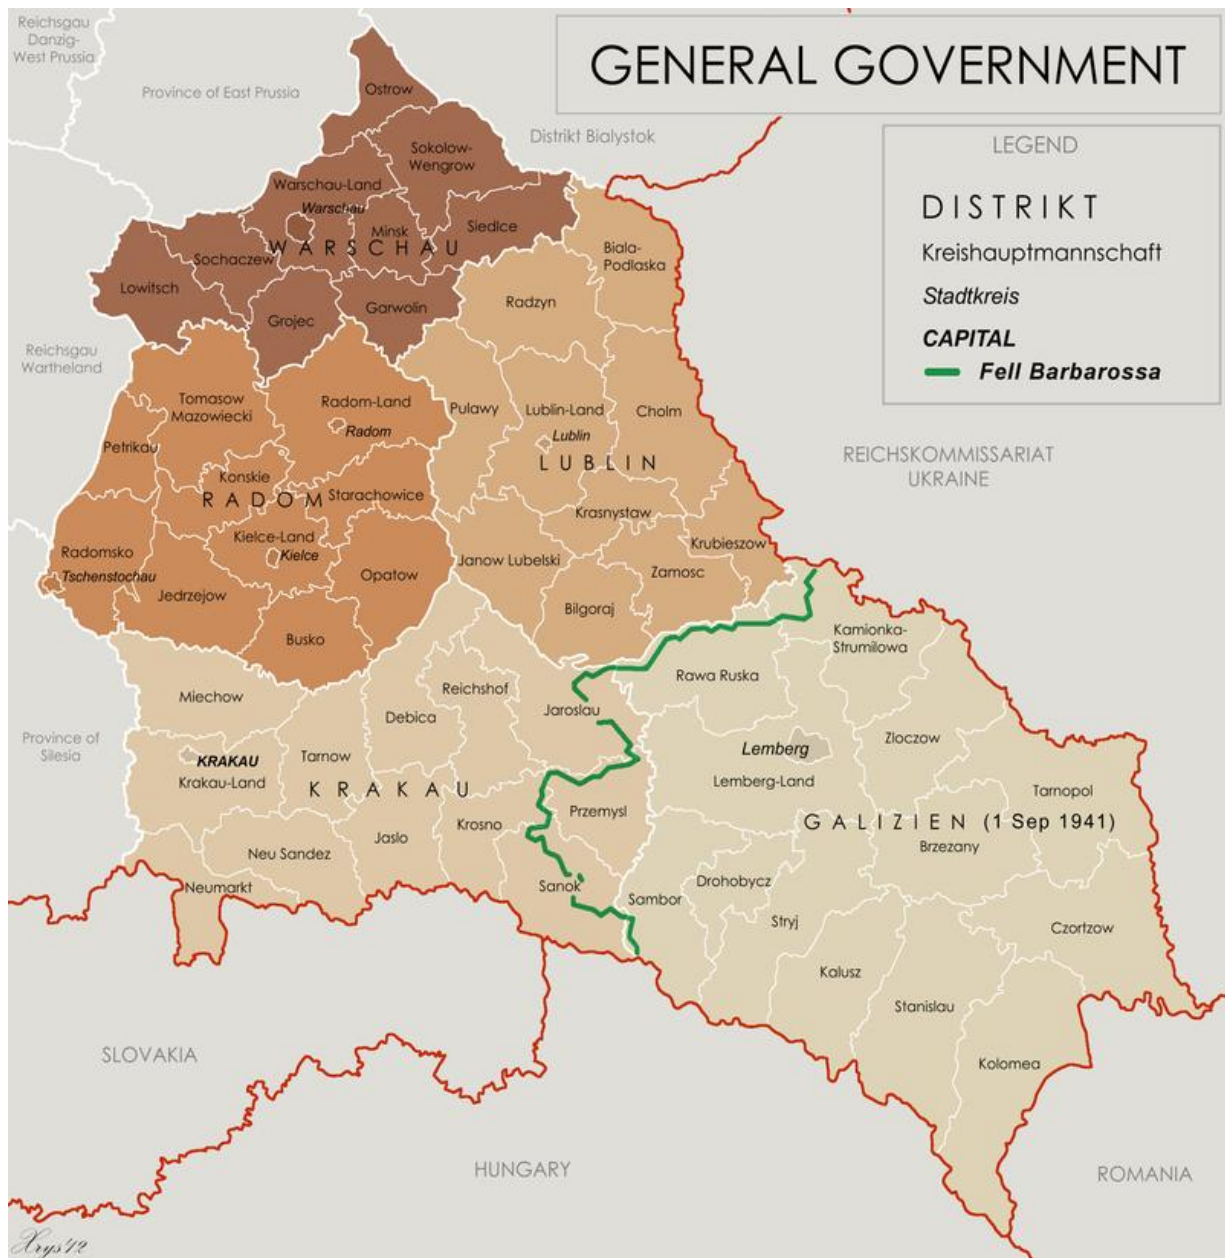 Reichsgau
Danzig-
West Prussia
GENERAL GOVERNMENT
Province of East Prussia
Ostrow
Distrikt Bialystok
LEGEND
DISTRIKT
Kreishauptmannschaft
Stadtkreis
CAPITAL
Fell Barbarossa
Sokolow-
Wengrow
Warschau-Land
Warschau
Minsk
Siedlce
WARSCHAU
Sochaczew
Lowitsch
Grojec
Garwolin
Biala-
Podlaska
Radzyn
Reichsgau
Wartheland
Tomasow
Mazowiecki
Radom-Land
Radom
Petrikau
Konskie
RADOM
Starachowice
Kielce-Land
Kielce
Radomsko
Tschenstochau
Jedrzejow
Opatow
Busko
Pulawy
Lublin-Land
Lublin
LUBLIN
Cholm
Krasnystaw
Krubieszow
Janow Lubelski
Zamosc
Bilgoraj
REICHSKOMMISSARIAT
UKRAINE
Miechow
Reichshof
Debica
Jaroslau
Province of
Silesia
KRAKAU
Krakau-Land
Tarnow
KRAKAU
Przemysl
Krosno
Jaslo
Neu Sandez
Neumarkt
Sanok
Kamionka-
Strumilowa
Rawa Ruska
Lemberg
Lemberg-Land
Zloczow
Tarnopol
GALIZIEN (1 Sep 1941)
Brzezany
Drohobycz
Sambor
Stryj
Czortzow
Kalusz
Stanislau
Kolomea
SLOVAKIA
HUNGARY
ROMANIA
Xrys'12